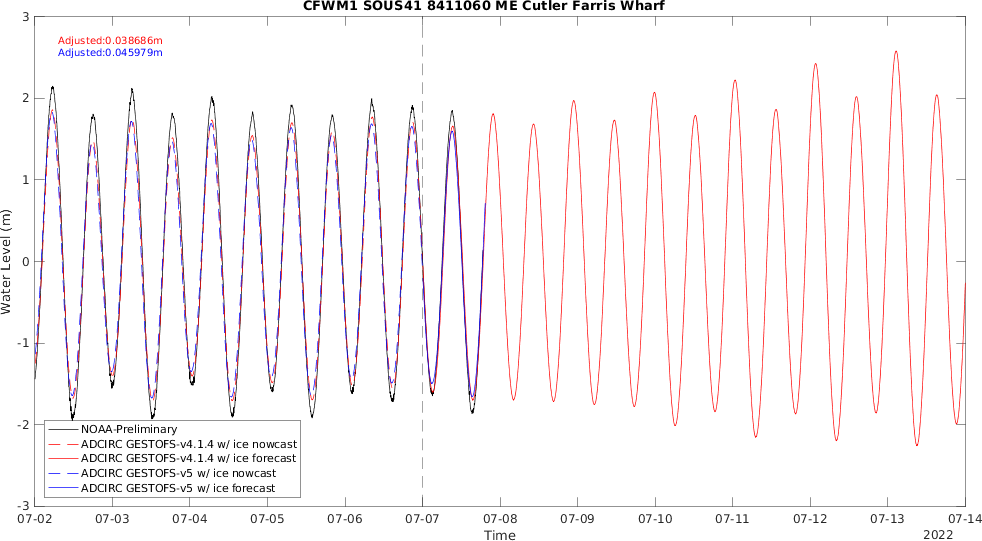 CFWM1 SOUS41 8411060 ME Cutler Farris Wharf
Adjusted:0.038686m
Adjusted:0.045979m
3
2
1
0
-1
-2
-3
Water Level (m)
NOAA-Preliminary
ADCIRC GESTOFS-v4.1.4 w/ ice nowcast
ADCIRC GESTOFS-v4.1.4 w/ ice forecast
ADCIRC GESTOFS-v5 w/ ice nowcast
ADCIRC GESTOFS-v5 w/ ice forecast
07-02 07-03 07-04 07-05 07-06 07-07 07-08 07-09 07-10 07-11 07-12 07-13 07-14
Time
2022